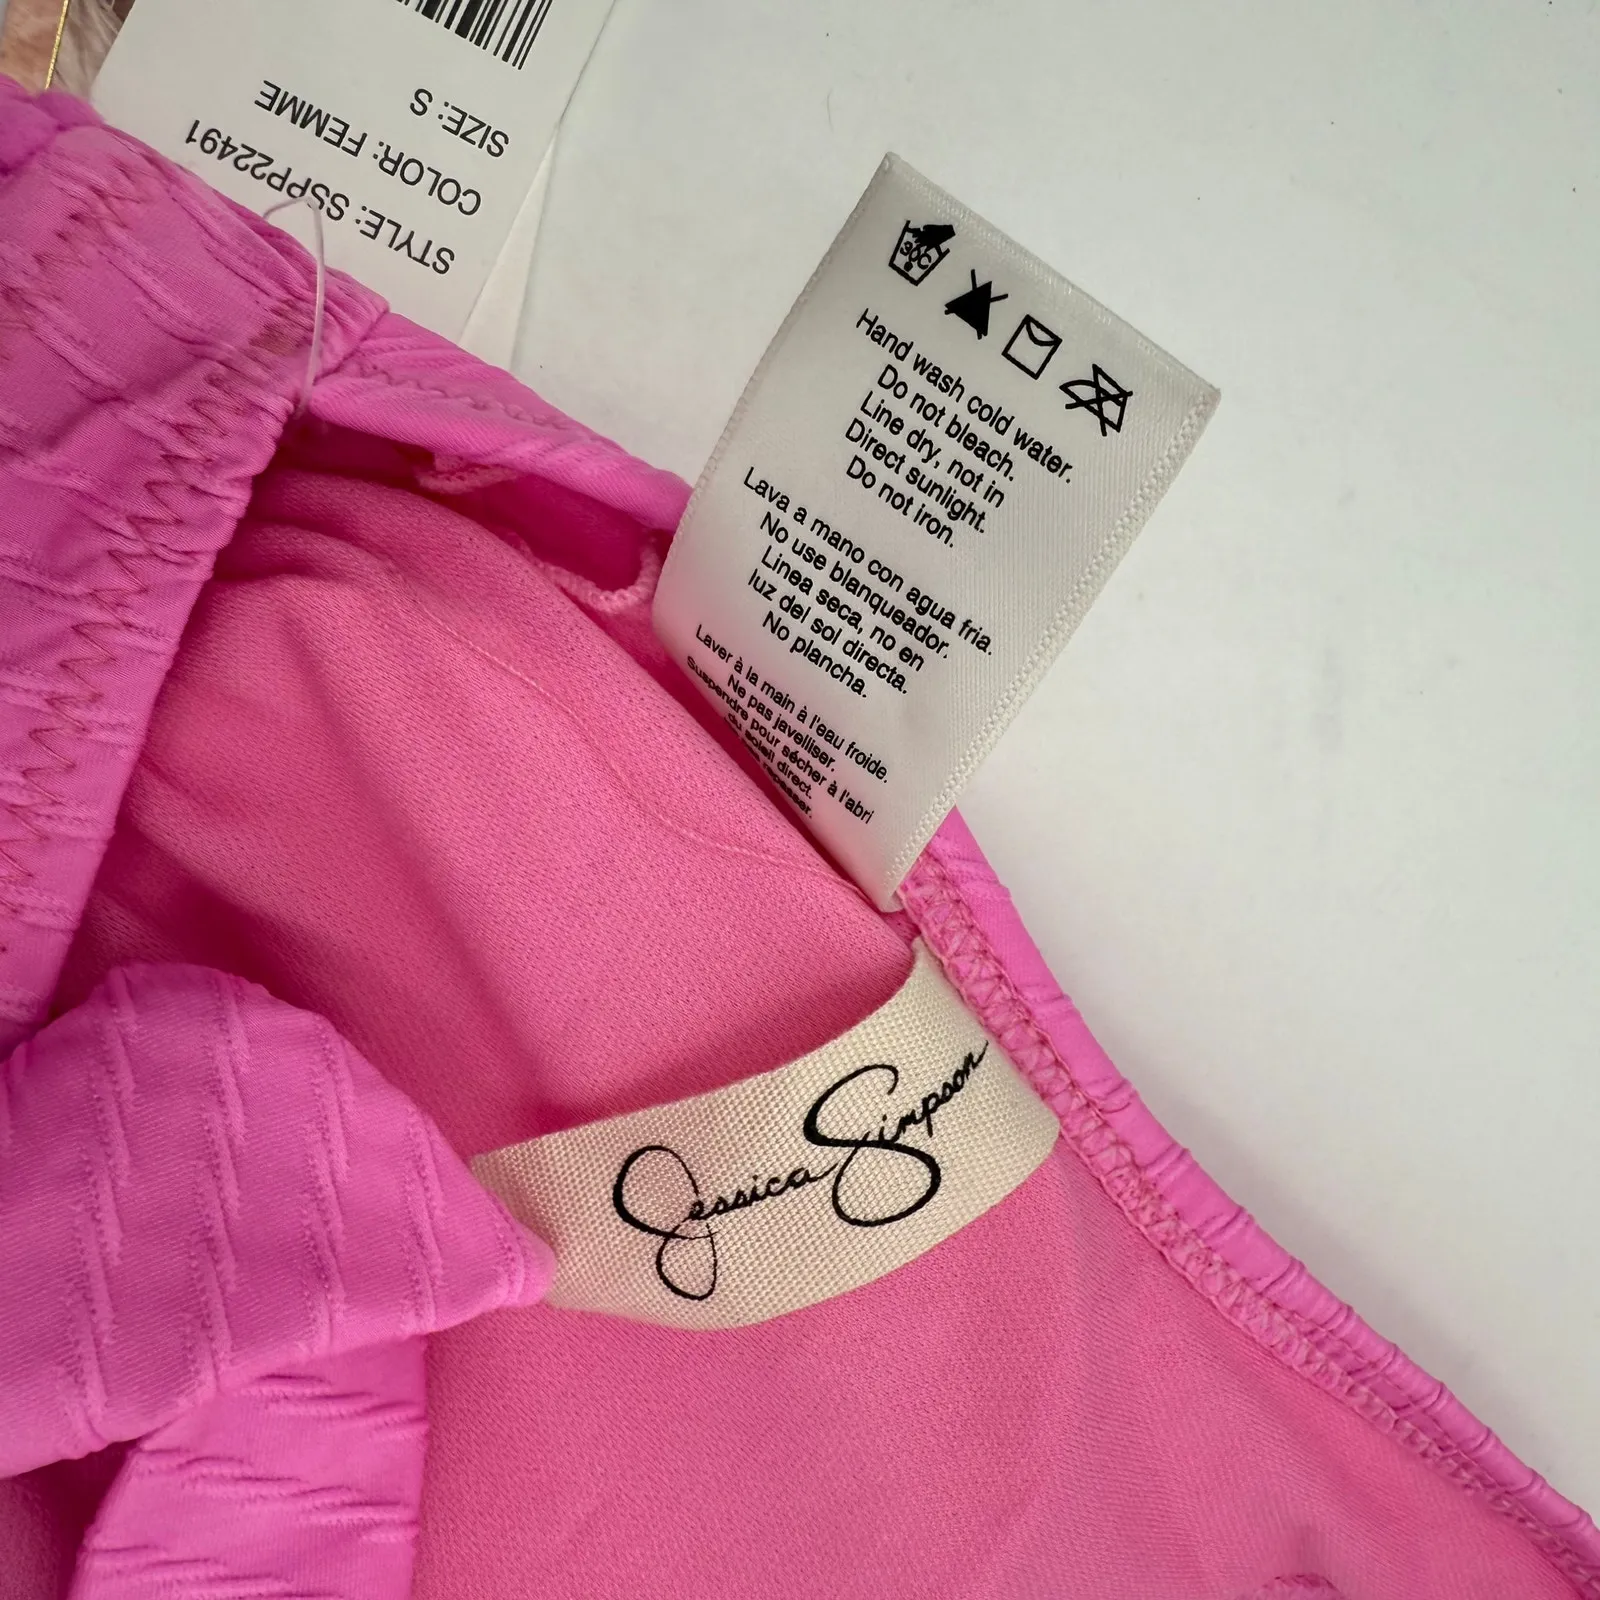 SIZE: S
COLOR: FEMME
STYLE: SSPP22491
30C
Hand wash cold water.
Do not bleach.
Line dry, not in
Direct sunlight.
Do not iron.
Lava a mano con agua fria.
No use blanqueador.
Linea seca, no en
luz del sol directa.
No plancha.
Laver à la main à l'eau froide.
Ne pas javelliser.
Suspendre pour sécher à l'abri
du soleil direct.
repasser.
Jessica Simpson